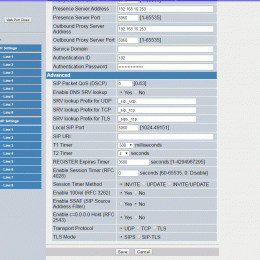 Presence Server Address 192.168.10.253
Presence Server Port 5060 [1-65535]
Outbound Proxy Server Address 192.168.10.253
Outbound Proxy Server Port 5060 [1-65535]
Service Domain
Authentication ID 102
Authentication Password
Advanced
SIP Packet QoS (DSCP) 0 [0-63]
Enable DNS SRV lookup Yes No
SRV lookup Prefix for UDP _sip._udp.
SRV lookup Prefix for TCP _sip._tcp.
SRV lookup Prefix for TLS _sips._tcp.
Local SIP Port 5060 [1024-49151]
SIP URI
T1 Timer 500 milliseconds
T2 Timer 4 seconds
REGISTER Expires Timer 3600 seconds [1-4294967295]
Enable Session Timer (RFC 4028) 0 seconds [60-65535, 0: Disable]
Session Timer Method INVITE UPDATE INVITE/UPDATE
Enable 100rel (RFC 3262) Yes No
Enable SSAF (SIP Source Address Filter) Yes No
Enable c=0.0.0.0 Hold (RFC 2543) Yes No
Transport Protocol UDP TCP TLS
TLS Mode SIPS SIP-TLS
Save Cancel
Settings
- Line 1
- Line 2
- Line 3
- Line 4
- Line 5
- Line 6
- Line 7
- Line 8
Settings
- Line 1
- Line 2
- Line 3
- Line 4
- Line 5
- Line 6
- Line 7
- Line 8